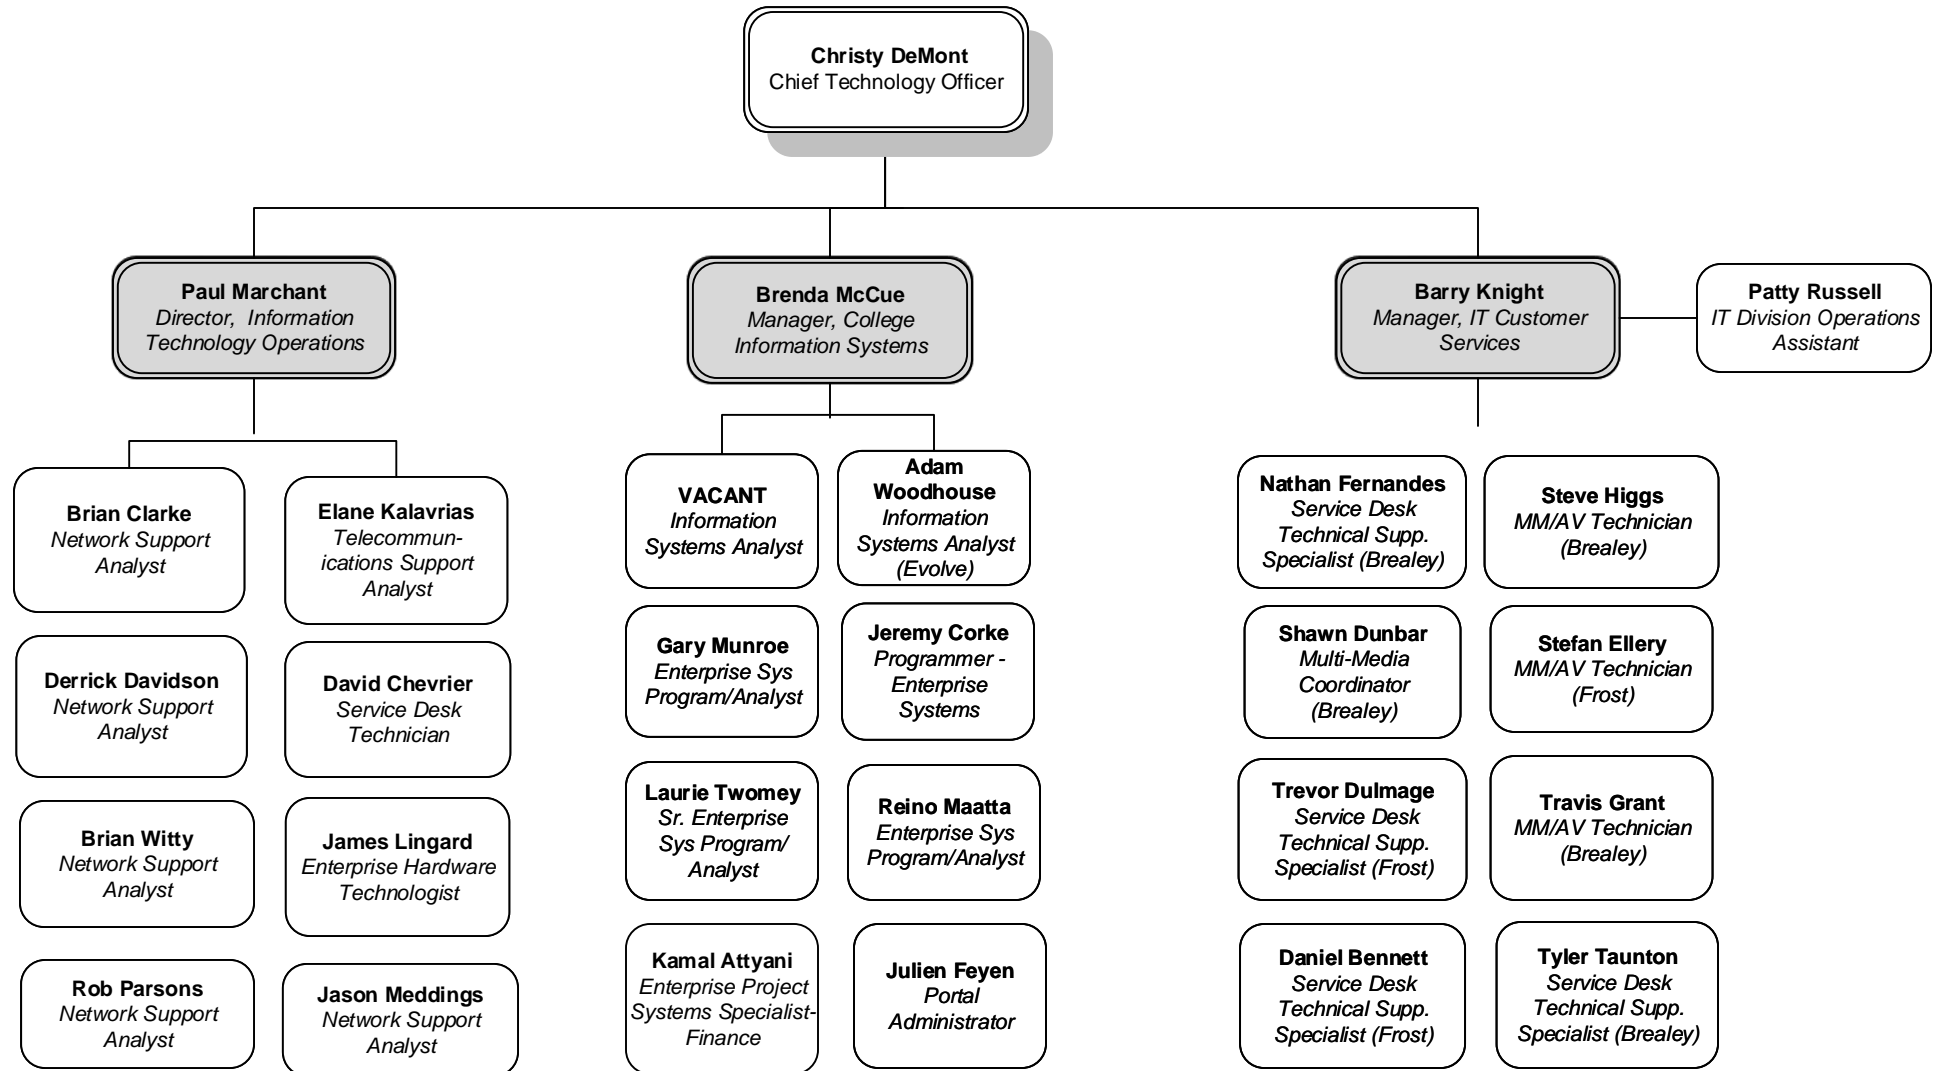 Christy DeMont
Chief Technology Officer
Paul Marchant
Director, Information
Technology Operations
Brenda McCue
Manager, College
Information Systems
Barry Knight
Manager, IT Customer
Services
Patty Russell
IT Division Operations
Assistant
Brian Clarke
Network Support
Analyst
Elane Kalavrias
Telecommun-
ications Support
Analyst
Derrick Davidson
Network Support
Analyst
David Chevrier
Service Desk
Technician
Brian Witty
Network Support
Analyst
James Lingard
Enterprise Hardware
Technologist
Rob Parsons
Network Support
Analyst
Jason Meddings
Network Support
Analyst
VACANT
Information
Systems Analyst
Adam
Woodhouse
Information
Systems Analyst
(Evolve)
Gary Munroe
Enterprise Sys
Program/Analyst
Jeremy Corke
Programmer -
Enterprise
Systems
Laurie Twomey
Sr. Enterprise
Sys Program/
Analyst
Reino Maatta
Enterprise Sys
Program/Analyst
Kamal Attyani
Enterprise Project
Systems Specialist-
Finance
Julien Feyen
Portal
Administrator
Nathan Fernandes
Service Desk
Technical Supp.
Specialist (Brealey)
Steve Higgs
MM/AV Technician
(Brealey)
Shawn Dunbar
Multi-Media
Coordinator
(Brealey)
Stefan Ellery
MM/AV Technician
(Frost)
Trevor Dulmage
Service Desk
Technical Supp.
Specialist (Frost)
Travis Grant
MM/AV Technician
(Brealey)
Daniel Bennett
Service Desk
Technical Supp.
Specialist (Frost)
Tyler Taunton
Service Desk
Technical Supp.
Specialist (Brealey)